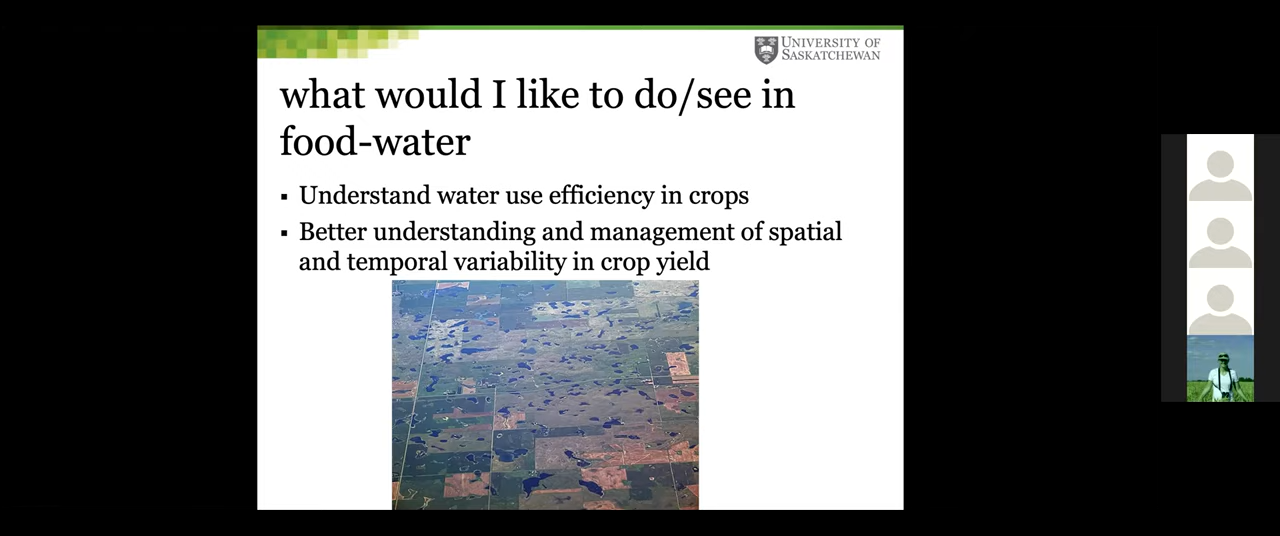 UNIVERSITY OF
SASKATCHEWAN
what would I like to do/see in
food-water
▪ Understand water use efficiency in crops
▪ Better understanding and management of spatial
and temporal variability in crop yield